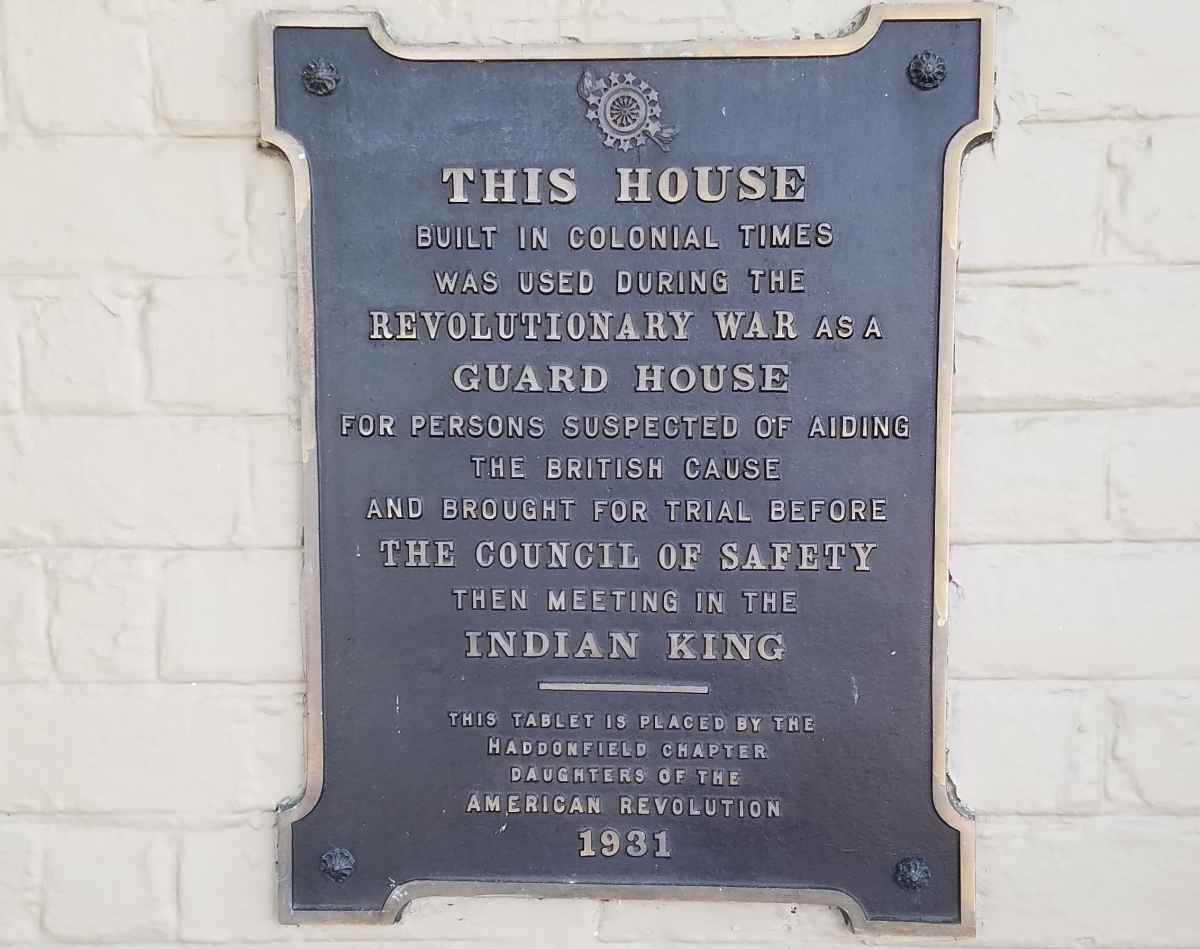 THIS HOUSE
BUILT IN COLONIAL TIMES
WAS USED DURING THE
REVOLUTIONARY WAR AS A
GUARD HOUSE
FOR PERSONS SUSPECTED OF AIDING
THE BRITISH CAUSE
AND BROUGHT FOR TRIAL BEFORE
THE COUNCIL OF SAFETY
THEN MEETING IN THE
INDIAN KING
THIS TABLET IS PLACED BY THE
HADDONFIELD CHAPTER
DAUGHTERS OF THE
AMERICAN REVOLUTION
1931